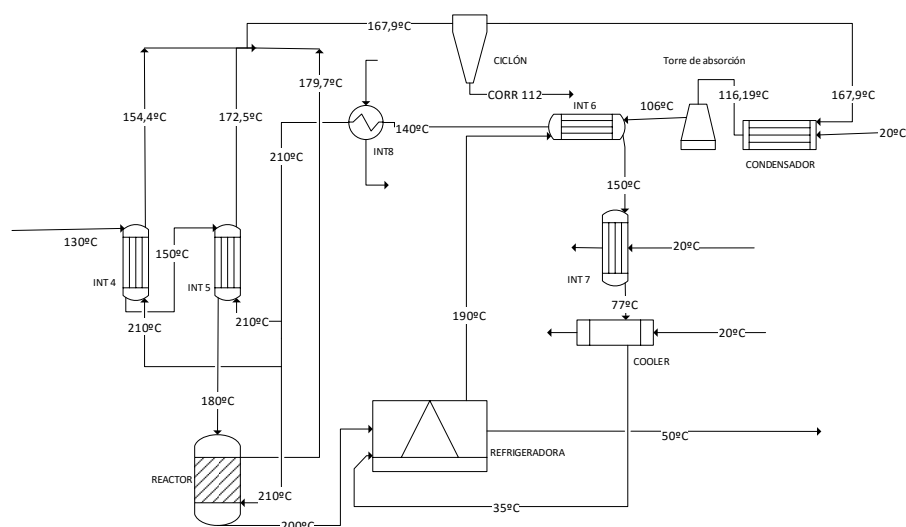 167,9ºC
CICLÓN
Torre de absorción
179,7ºC
CORR 112
INT 6
106ºC
116,19ºC
167,9ºC
154,4ºC
172,5ºC
140ºC
20ºC
CONDENSADOR
210ºC
INT8
150ºC
130ºC
150ºC
20ºC
INT 4
INT 5
INT 7
77ºC
210ºC
210ºC
190ºC
20ºC
COOLER
180ºC
50ºC
REFRIGERADORA
REACTOR
210ºC
35ºC
200ºC